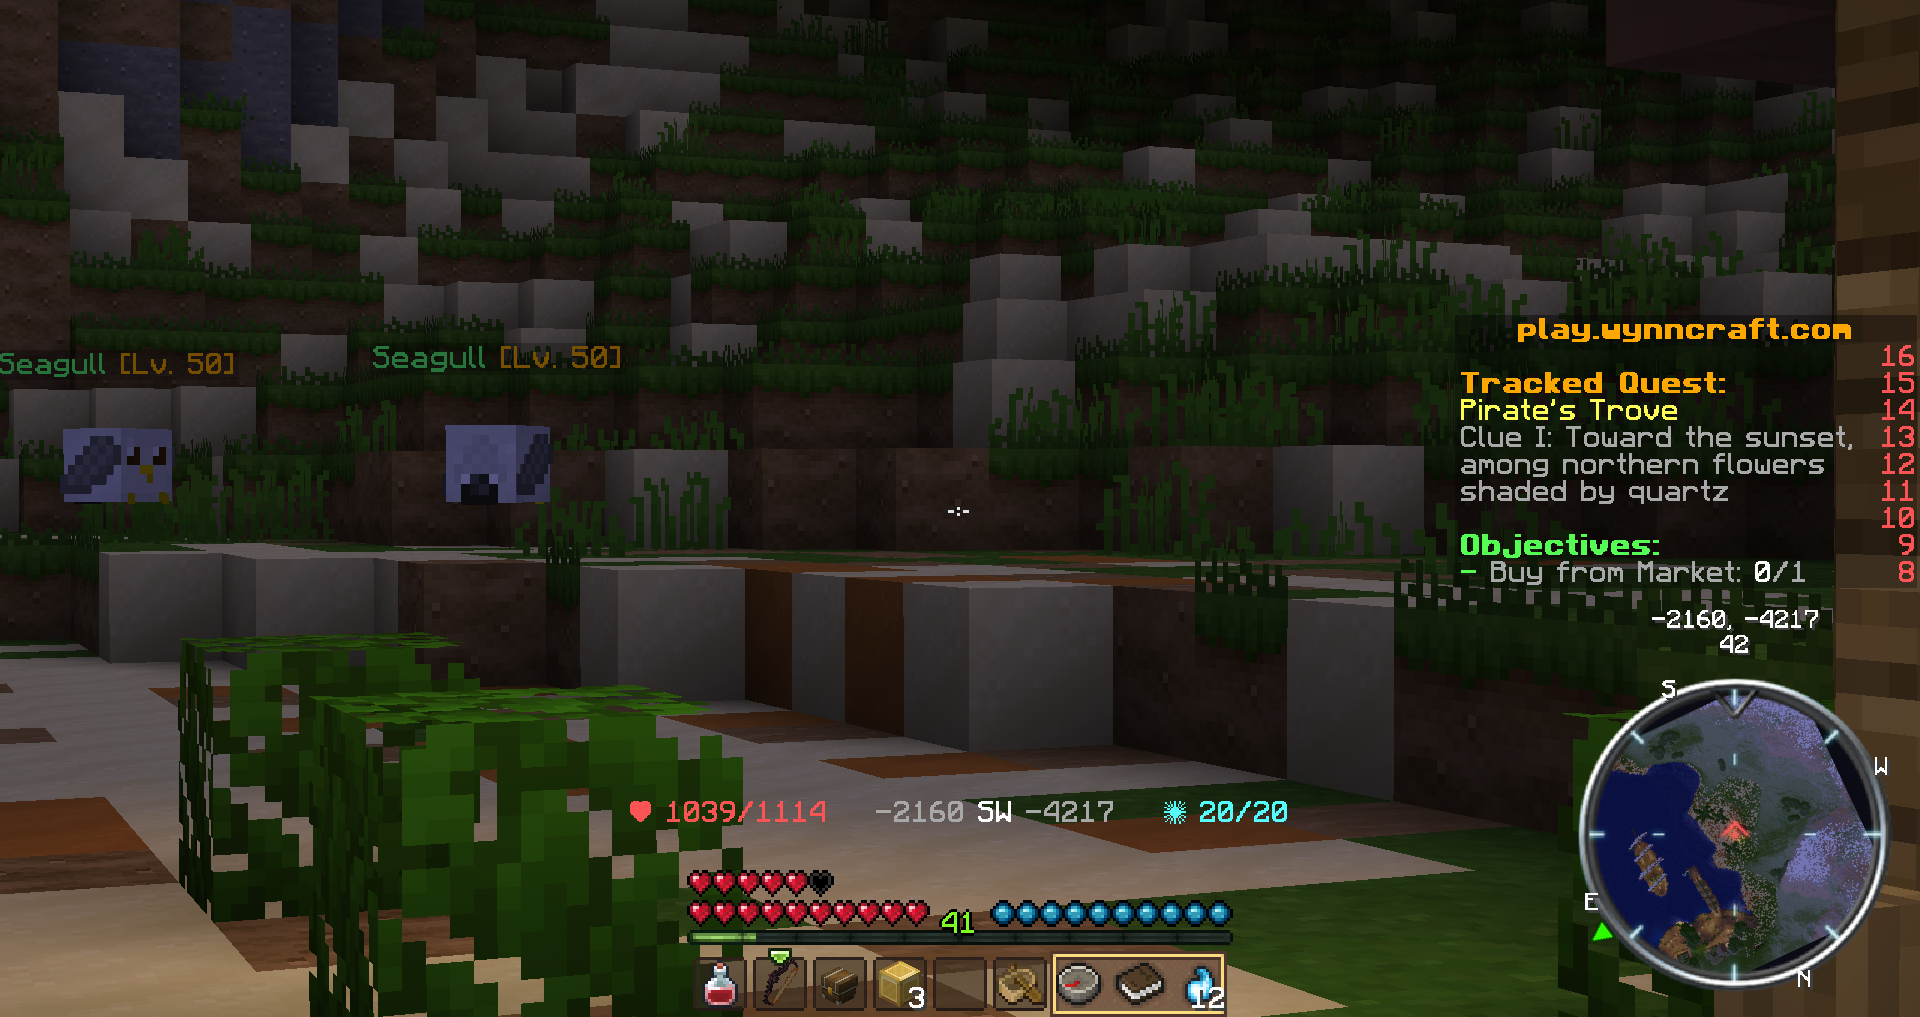 Seagull [Lv. 50]
Seagull [Lv. 50]
play.wynncraft.com
16
Tracked Quest: 15
Pirate's Trove 14
Clue I: Toward the sunset, 13
among northern flowers 12
shaded by quartz 11
10
Objectives: 9
- Buy from Market: 0/1 8
-2160, -4217
42
S
W
E
N
1039/1114 -2160 SW -4217 20/20
41
3
12